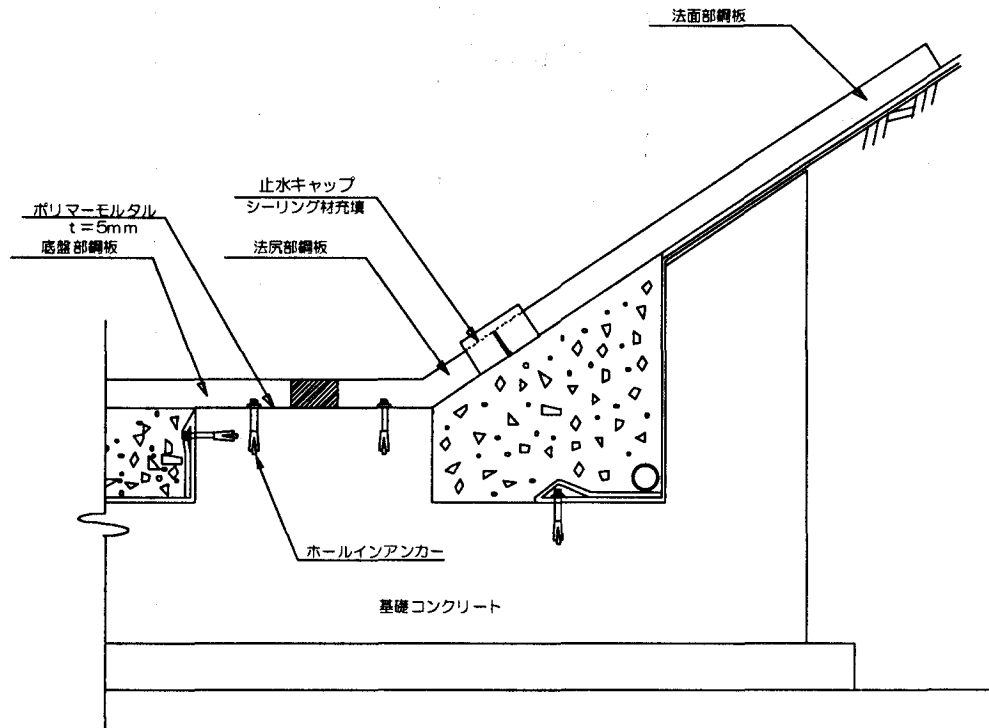 法面部鋼板
止水キャップ
シーリング材充填
ポリマーモルタル
t=5mm
底盤部鋼板
法尻部鋼板
ホールインアンカー
基礎コンクリート